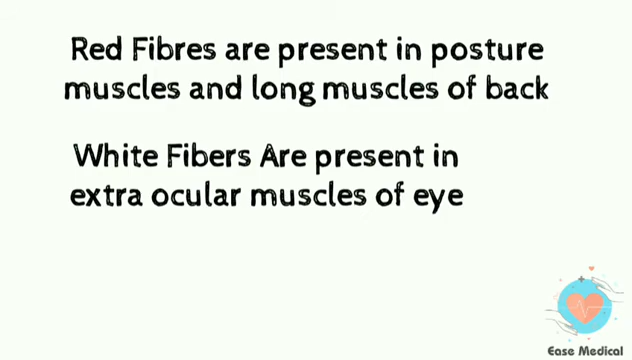 Red Fibres are present in posture
muscles and long muscles of back
White Fibers Are present in
extra ocular muscles of eye
Ease Medical